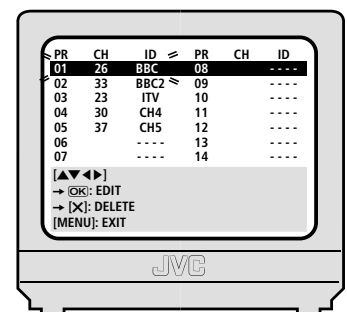 PR CH ID PR CH ID
01 26 BBC 08 - - - -
02 33 BBC2 09 - - - -
03 23 ITV 10 - - - -
04 30 CH4 11 - - - -
05 37 CH5 12 - - - -
06 - - - - 13 - - - -
07 - - - - 14 - - - -
[▲▼◀▶]
→ OK: EDIT
→ [X]: DELETE
[MENU]: EXIT
JVC